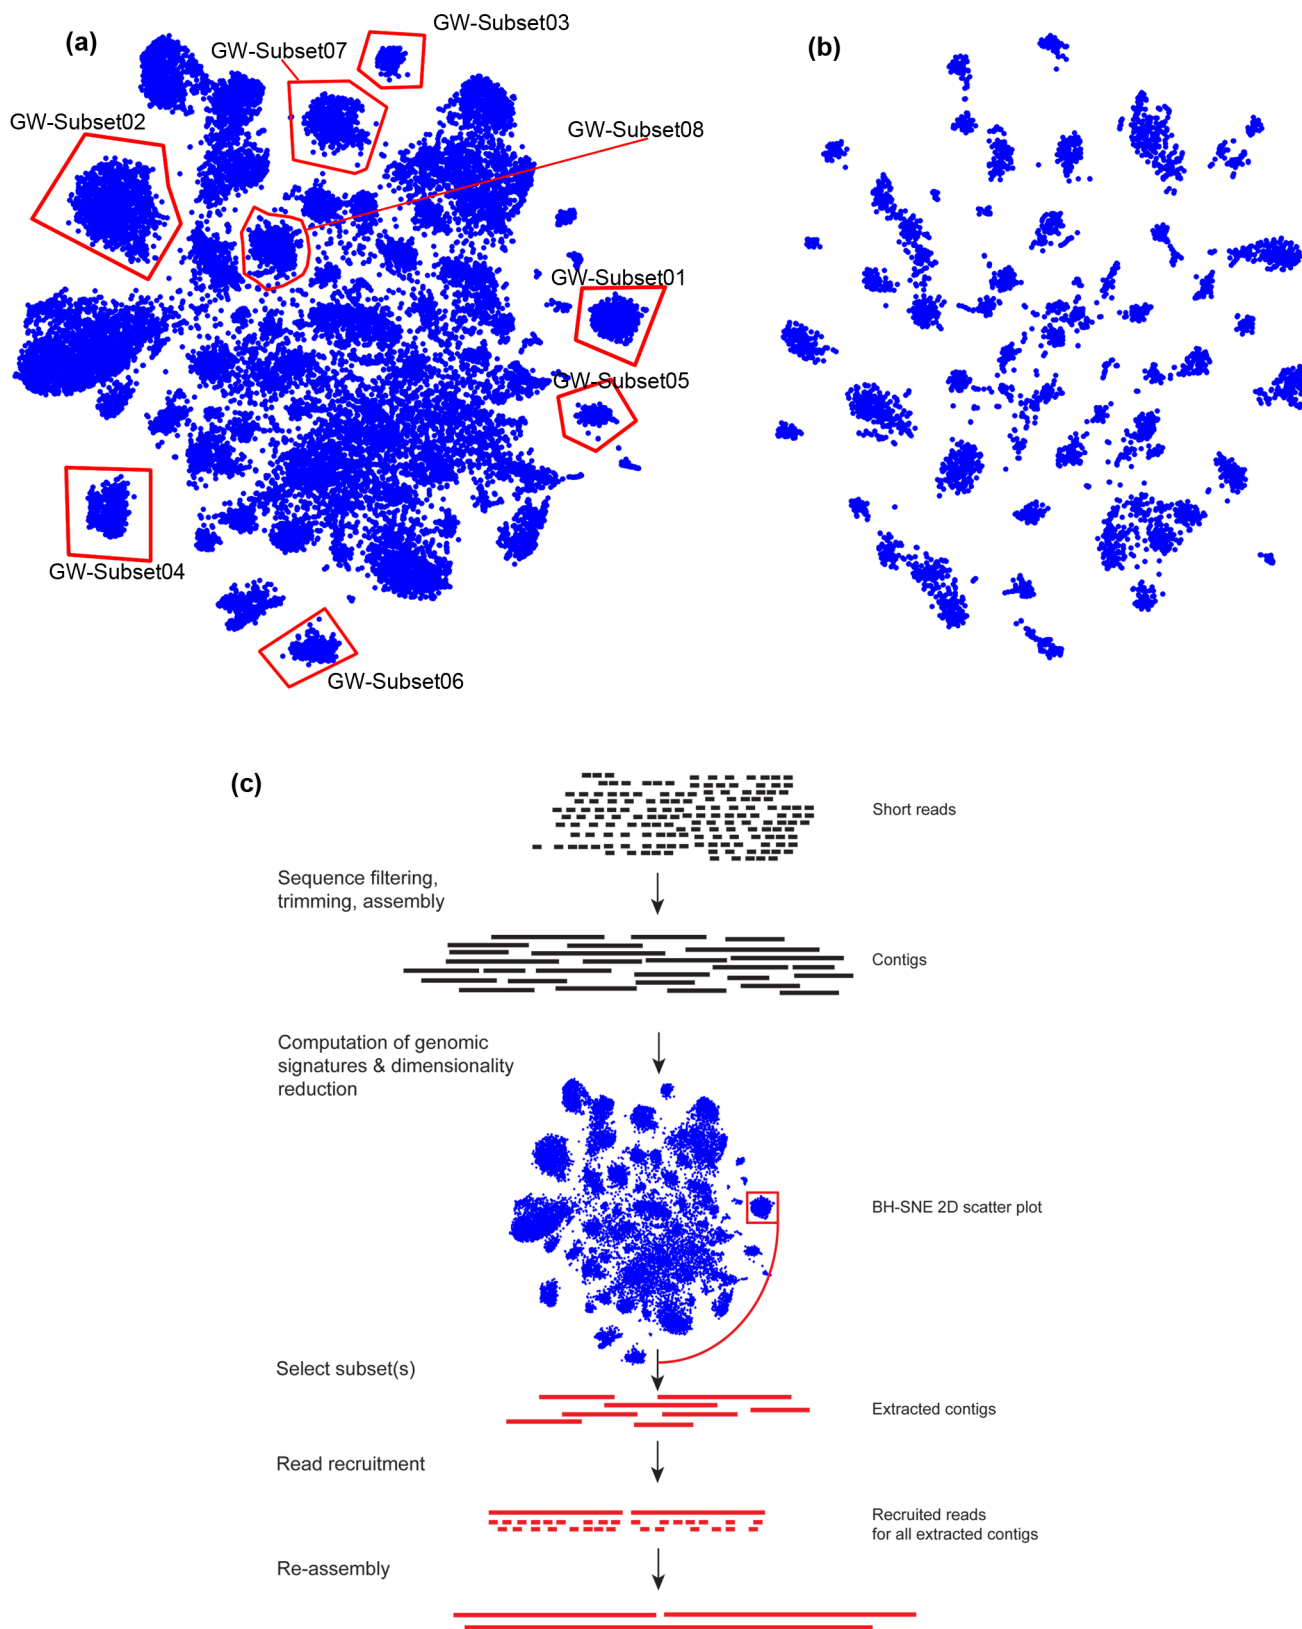 (a)
GW-Subset03
GW-Subset07
(b)
GW-Subset02
GW-Subset08
GW-Subset01
GW-Subset05
GW-Subset04
GW-Subset06
(c)
Short reads
Sequence filtering,
trimming, assembly
Contigs
Computation of genomic
signatures & dimensionality
reduction
BH-SNE 2D scatter plot
Select subset(s)
Extracted contigs
Read recruitment
Recruited reads
for all extracted contigs
Re-assembly